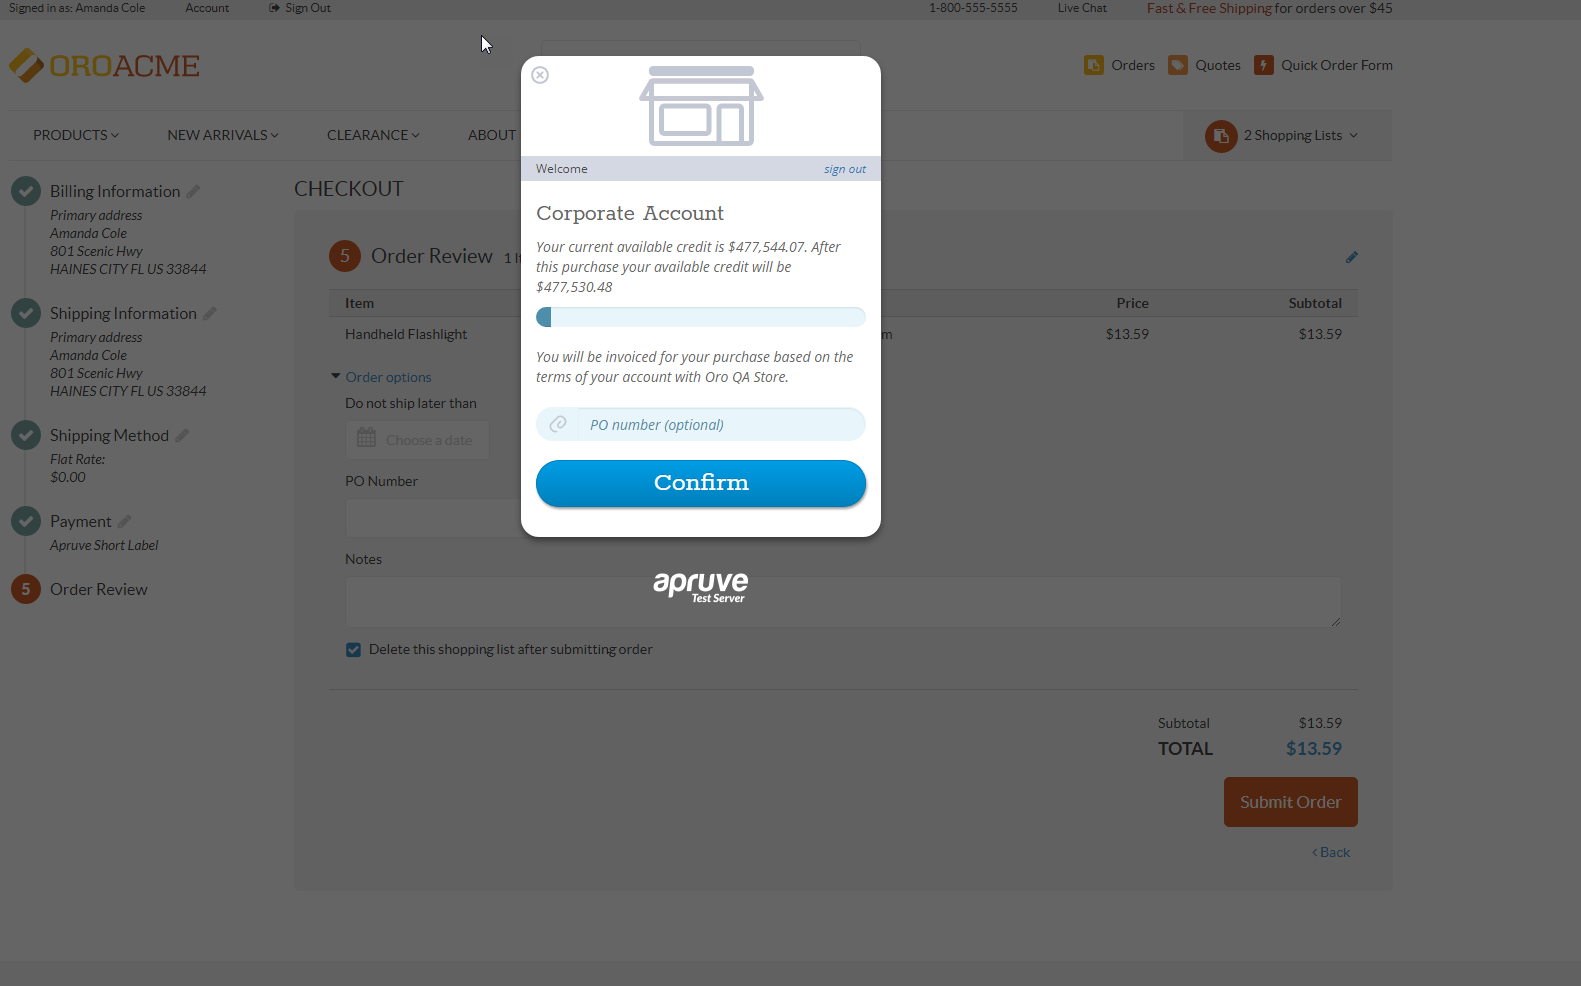 Signed in as: Amanda Cole Account Sign Out 1-800-555-5555 Live Chat Fast & Free Shipping for orders over $45
OROACME
Orders Quotes Quick Order Form
PRODUCTS NEW ARRIVALS CLEARANCE ABOUT 2 Shopping Lists
Billing Information
Primary address
Amanda Cole
801 Scenic Hwy
HAINES CITY FL US 33844
Shipping Information
Primary address
Amanda Cole
801 Scenic Hwy
HAINES CITY FL US 33844
Shipping Method
Flat Rate:
$0.00
Payment
Apruve Short Label
5 Order Review
CHECKOUT
5 Order Review 1
Item Price Subtotal
Handheld Flashlight $13.59 $13.59
Order options
Do not ship later than
Choose a date
PO Number
Notes
Delete this shopping list after submitting order
Subtotal $13.59
TOTAL $13.59
Submit Order
Back
Welcome sign out
Corporate Account
Your current available credit is $477,544.07. After
this purchase your available credit will be
$477,530.48
You will be invoiced for your purchase based on the
terms of your account with Oro QA Store.
PO number (optional)
Confirm
apruve
Test Server